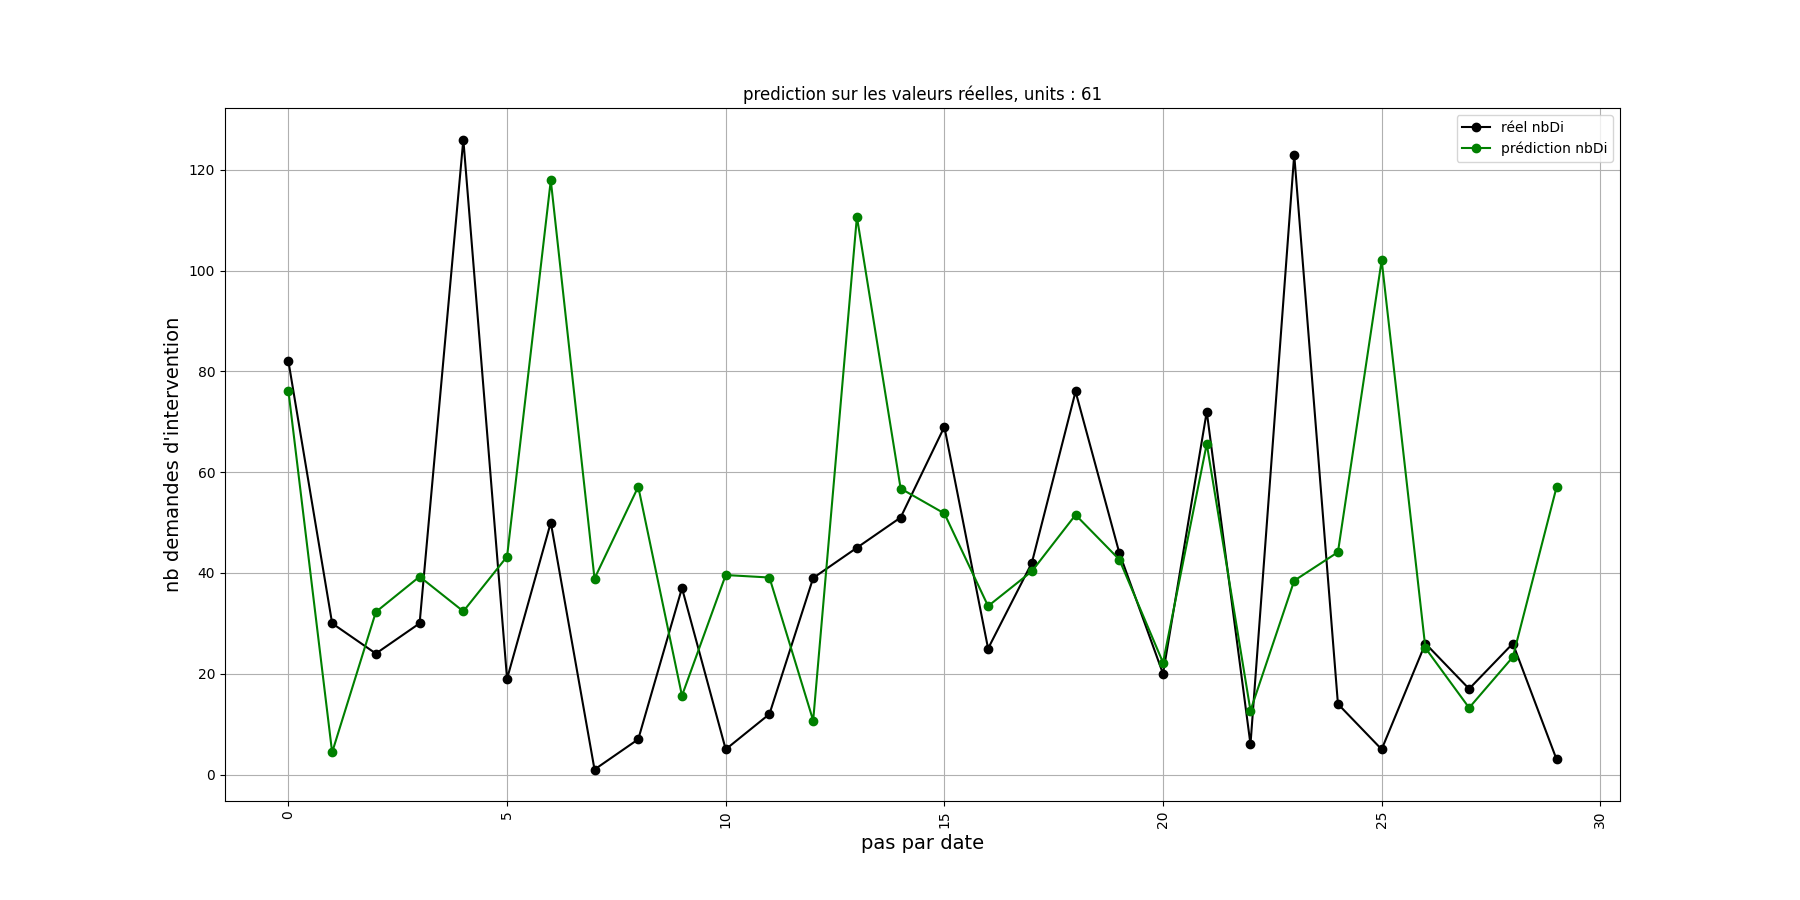 prediction sur les valeurs réelles, units : 61
réel nbDi
prédiction nbDi
120
100
80
60
40
20
0
nb demandes d'intervention
0 5 10 15 20 25 30
pas par date